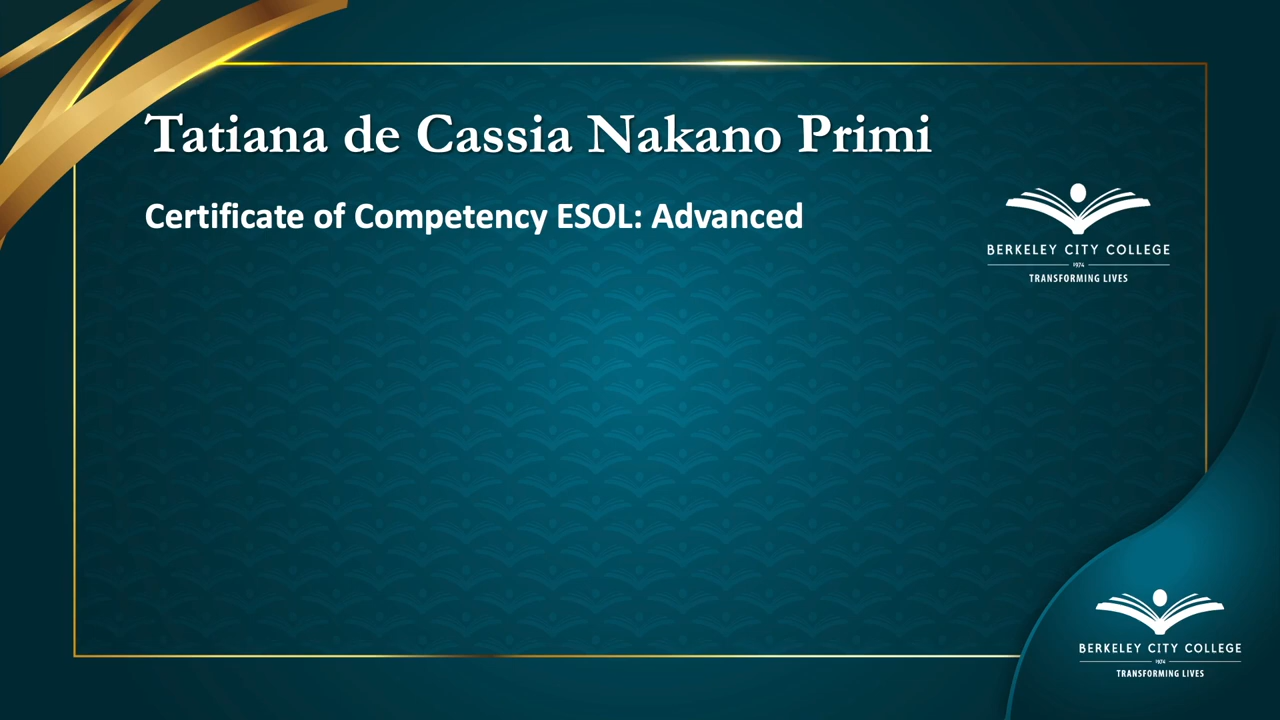 Tatiana de Cassia Nakano Primi
Certificate of Competency ESOL: Advanced
BERKELEY CITY COLLEGE
1974
TRANSFORMING LIVES
BERKELEY CITY COLLEGE
1974
TRANSFORMING LIVES